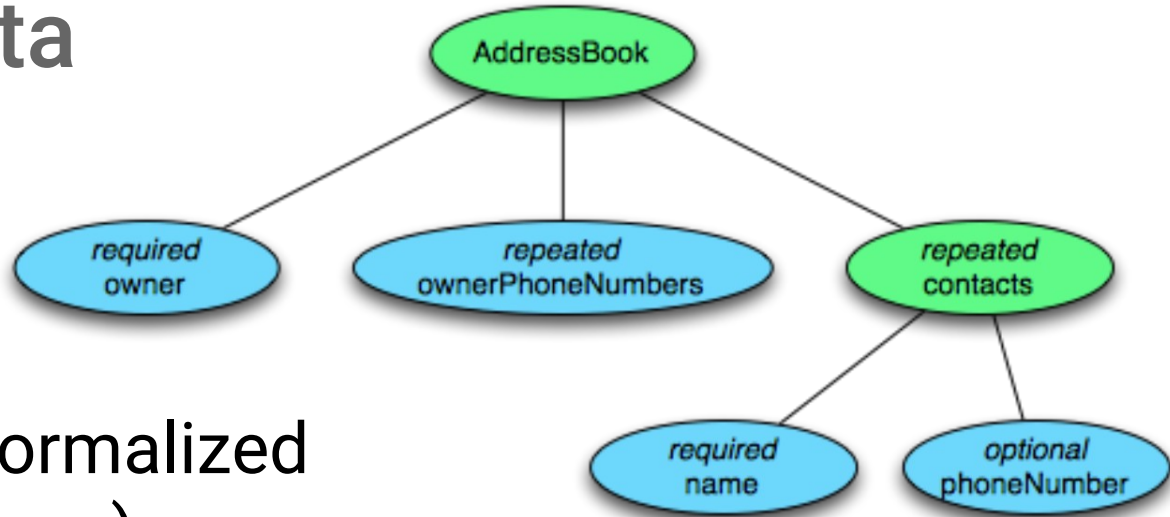 ta
AddressBook
required
owner
repeated
ownerPhoneNumbers
repeated
contacts
ormalized
required
name
optional
phoneNumber
)